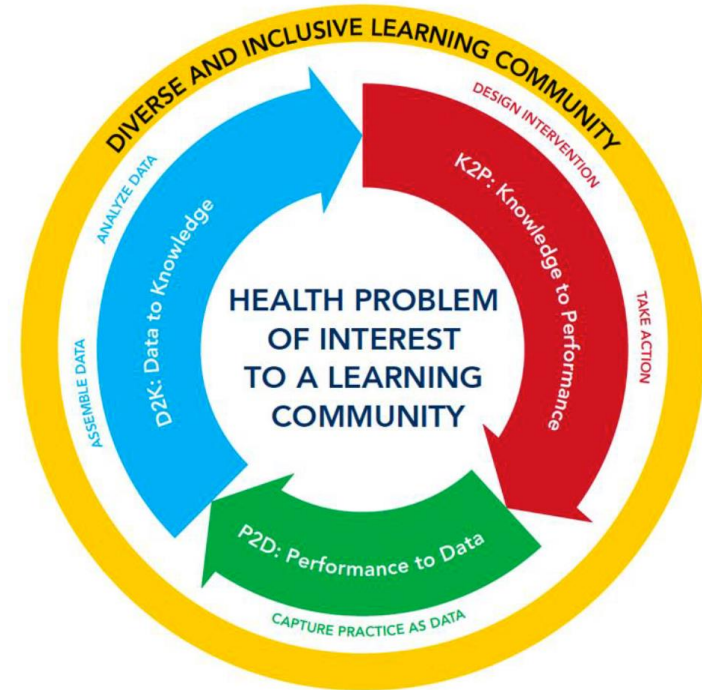 DIVERSE AND INCLUSIVE LEARNING COMMUNITY
DESIGN INTERVENTION
K2P: Knowledge to Performance
TAKE ACTION
P2D: Performance to Data
CAPTURE PRACTICE AS DATA
ASSEMBLE DATA
D2K: Data to Knowledge
ANALYZE DATA
HEALTH PROBLEM
OF INTEREST
TO A LEARNING
COMMUNITY